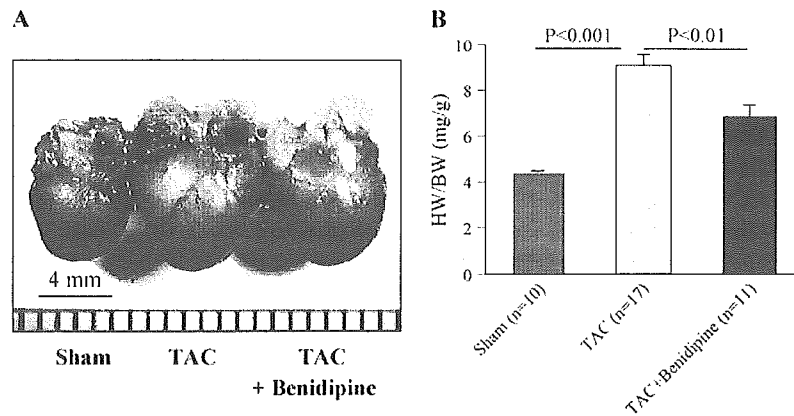 A
4 mm
Sham
TAC
TAC
+ Benidipine
B
P<0.001
P<0.01
HW/BW (mg/g)
10
8
6
4
2
0
Sham (n=10)
TAC (n=17)
TAC+Benidipine (n=11)